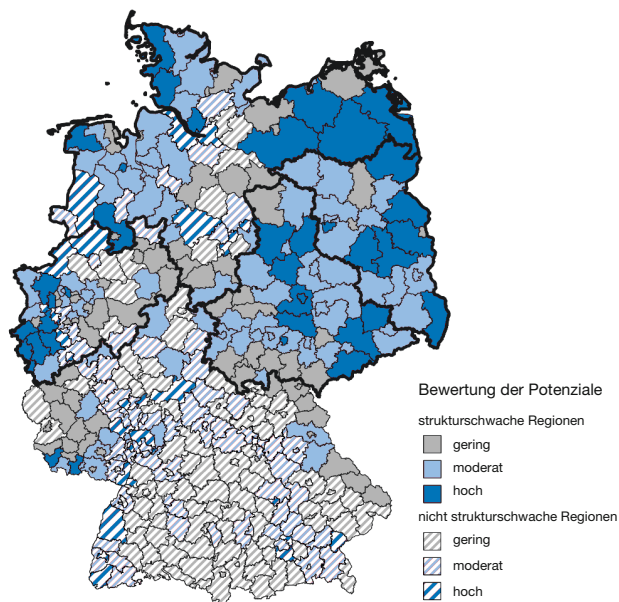 Bewertung der Potenziale
strukturschwache Regionen
gering
moderat
hoch
nicht strukturschwache Regionen
gering
moderat
hoch